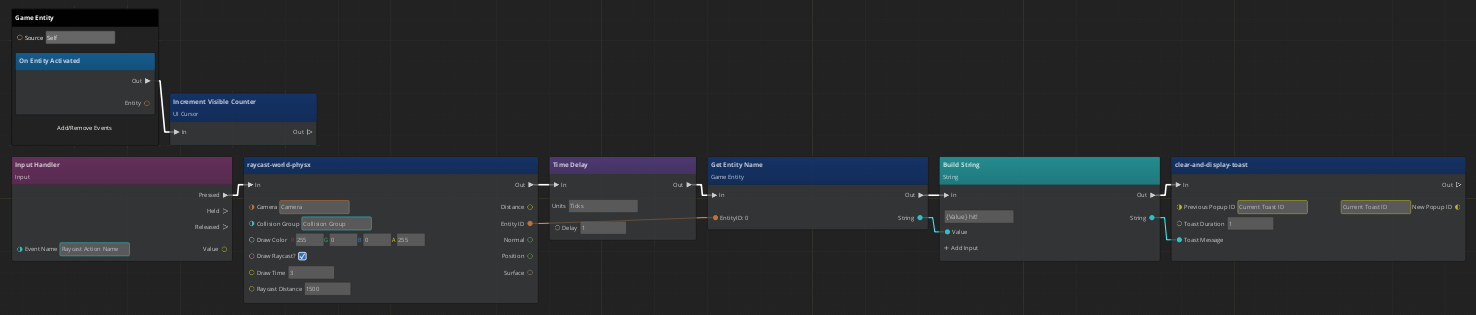 Game Entity
Source Self
On Entity Activated
Out
Entity
Add/Remove Events
Increment Visible Counter
UI Cursor
In Out
Input Handler
Input
Pressed
Held
Released
Event Name Raycast Action Name Value
raycast-world-physx
In Out
Camera Camera Distance
Collision Group Collision Group EntityID
Draw Color R 255 G 0 B 0 A 255 Normal
Draw Raycast? Position
Draw Time 3 Surface
Raycast Distance 1500
Time Delay
In Out
Units Ticks
Delay 1
Get Entity Name
Game Entity
In Out
EntityID: 0 String
Build String
String
In Out
{Value} hit! String
Value
+ Add Input
clear-and-display-toast
In Out
Previous Popup ID Current Toast ID Current Toast ID New Popup ID
Toast Duration 1
Toast Message